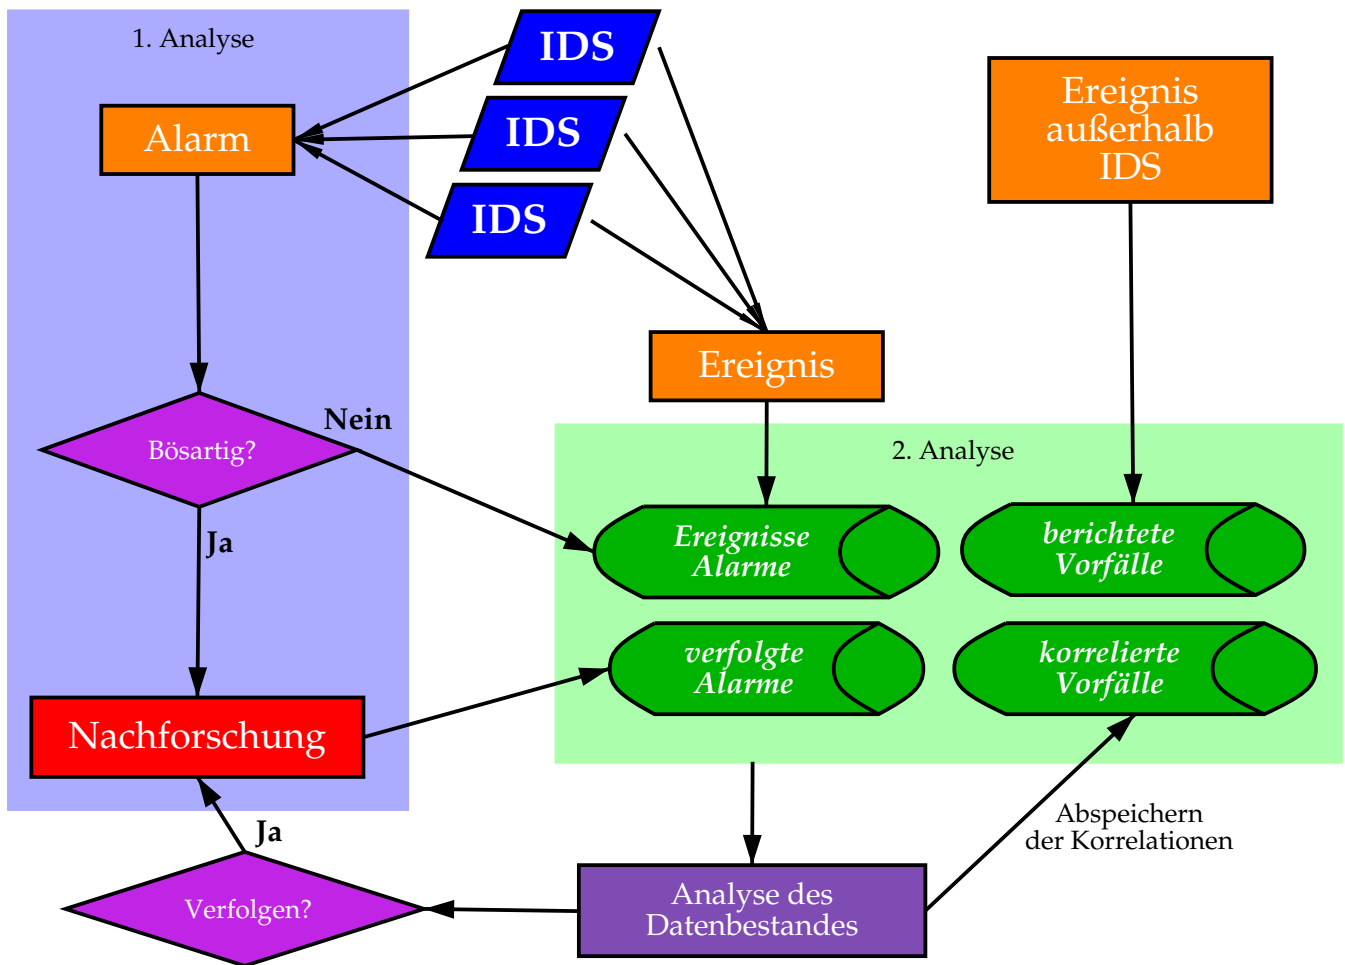 1. Analyse
IDS
IDS
IDS
Alarm
Ereignis
außerhalb
IDS
Ereignis
Bösartig?
Nein
Ja
2. Analyse
Ereignisse
Alarme
berichtete
Vorfälle
verfolgte
Alarme
korrelierte
Vorfälle
Nachforschung
Ja
Abspeichern
der Korrelationen
Verfolgen?
Analyse des
Datenbestandes